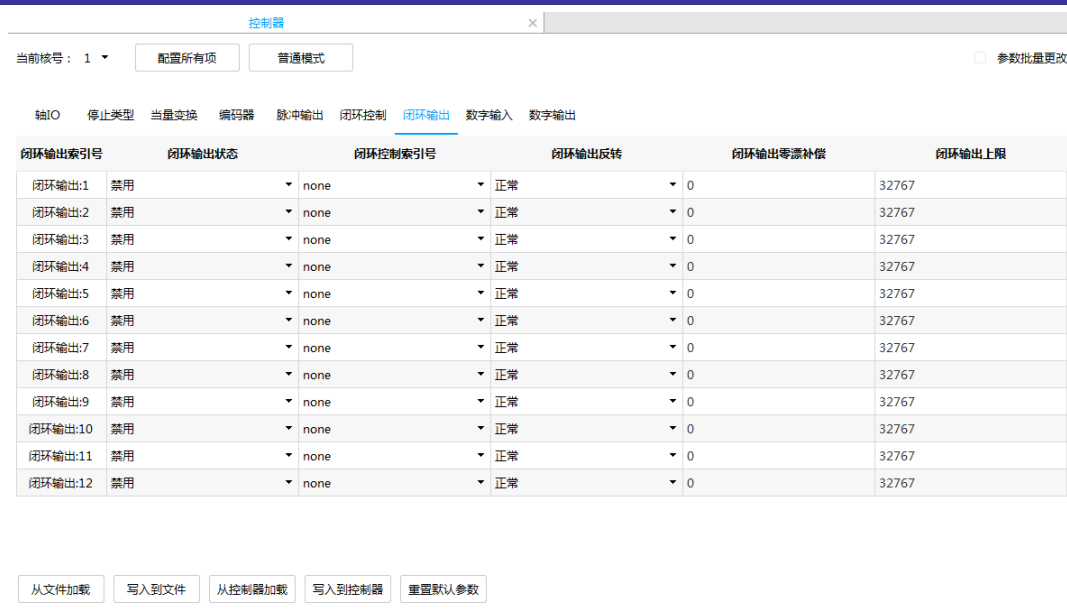 控制器
当前核号： 1 配置所有项 普通模式 参数批量更改
轴IO 停止类型 当量变换 编码器 脉冲输出 闭环控制 闭环输出 数字输入 数字输出
闭环输出索引号 闭环输出状态 闭环控制索引号 闭环输出反转 闭环输出零漂补偿 闭环输出上限
闭环输出:1 禁用 none 正常 0 32767
闭环输出:2 禁用 none 正常 0 32767
闭环输出:3 禁用 none 正常 0 32767
闭环输出:4 禁用 none 正常 0 32767
闭环输出:5 禁用 none 正常 0 32767
闭环输出:6 禁用 none 正常 0 32767
闭环输出:7 禁用 none 正常 0 32767
闭环输出:8 禁用 none 正常 0 32767
闭环输出:9 禁用 none 正常 0 32767
闭环输出:10 禁用 none 正常 0 32767
闭环输出:11 禁用 none 正常 0 32767
闭环输出:12 禁用 none 正常 0 32767
从文件加载 写入到文件 从控制器加载 写入到控制器 重置默认参数